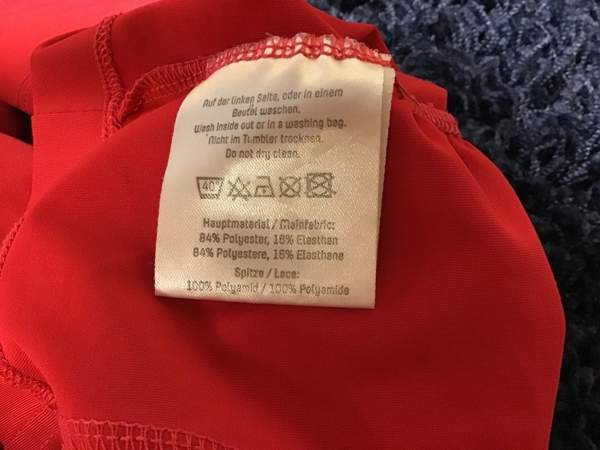 Auf der linken Seite, oder in einem
Beutel waschen.
Wash inside out or in a washing bag.
Nicht im Tumbler trocknen.
Do not dry clean.
40°
Hauptmaterial / Mainfabric:
84% Polyester, 16% Elasthan
84% Polyestere, 16% Elasthane
Spitze / Lace:
100% Polyamid / 100% Polyamide